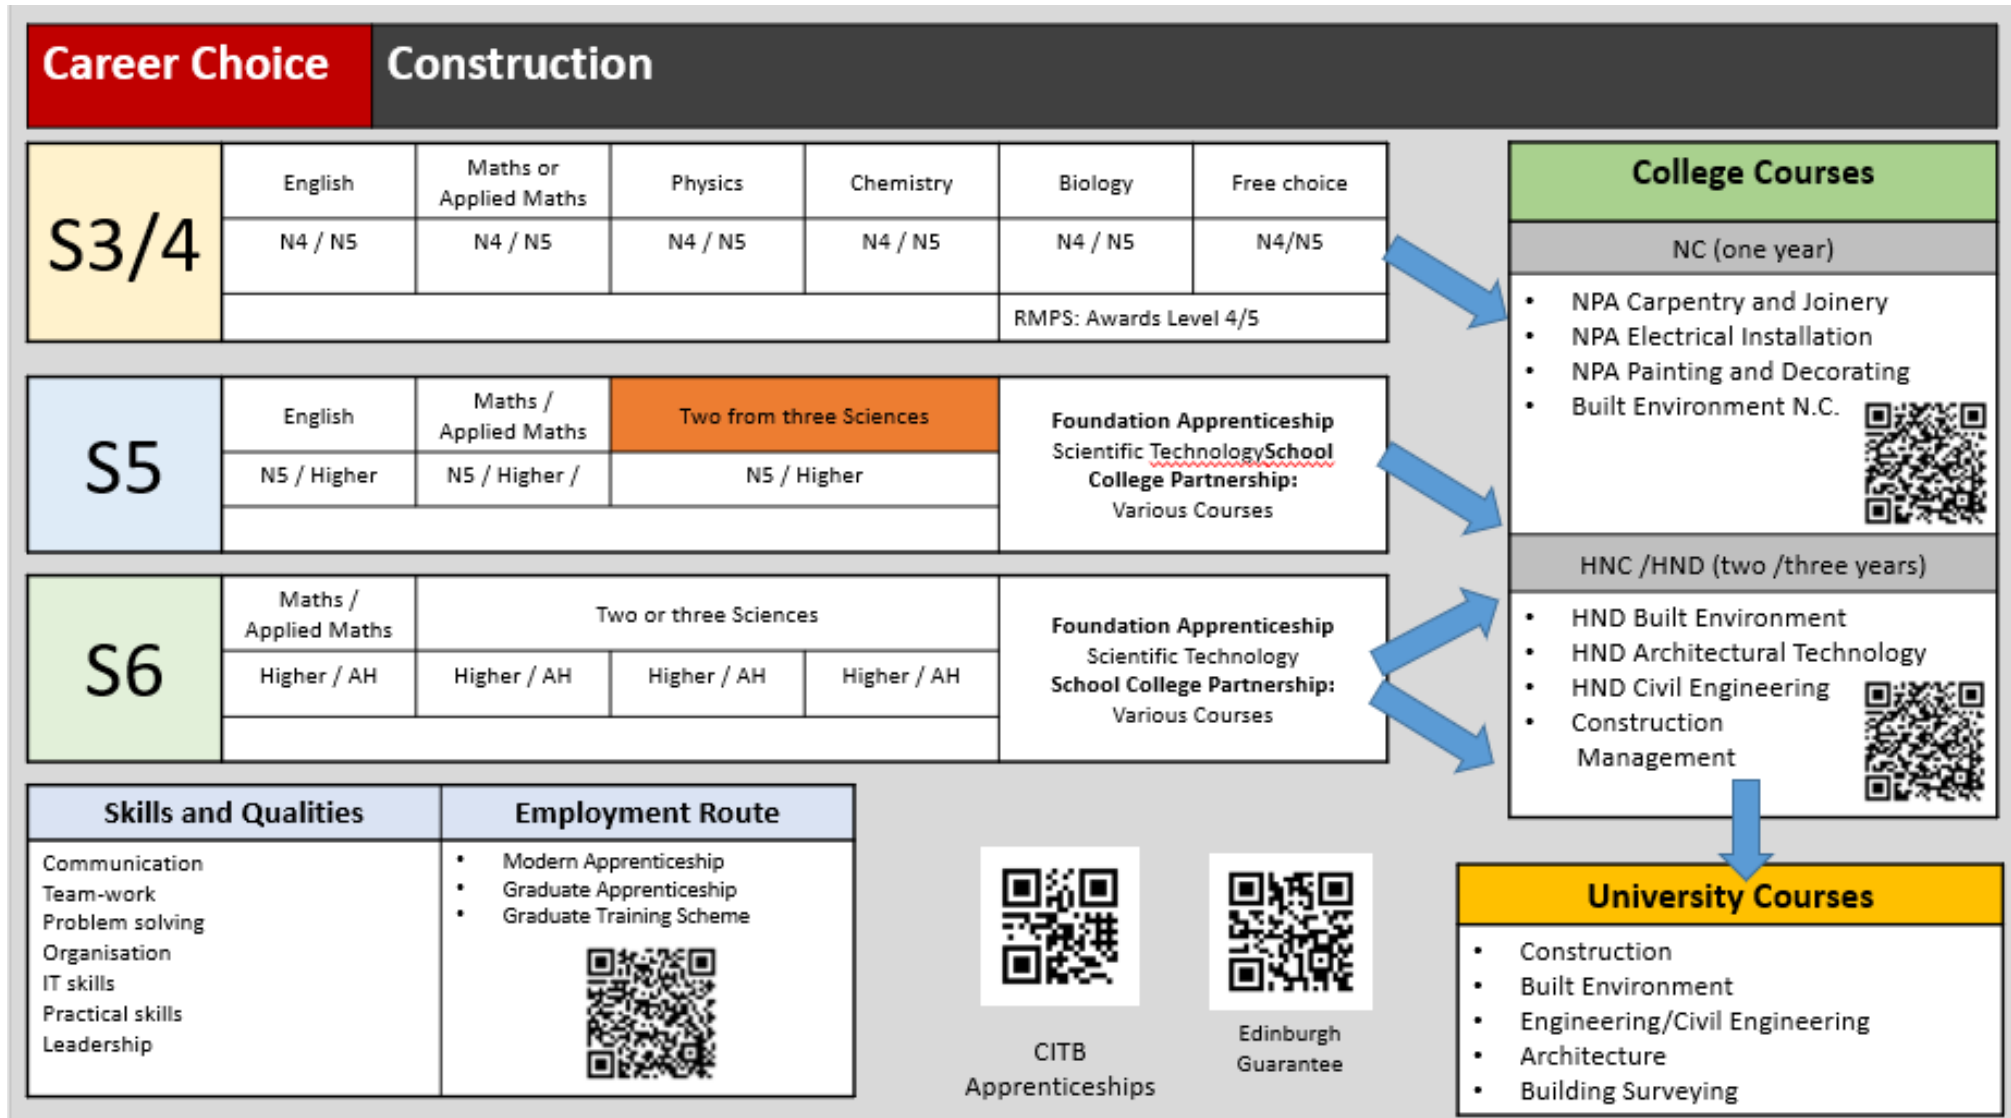 Career Choice
Construction
S3/4
English
Maths or
Applied Maths
Physics
Chemistry
Biology
Free choice
N4 / N5
N4 / N5
N4 / N5
N4 / N5
N4 / N5
N4/N5
RMPS: Awards Level 4/5
S5
English
Maths /
Applied Maths
Two from three Sciences
N5 / Higher
N5 / Higher /
N5 / Higher
Foundation Apprenticeship
Scientific TechnologySchool
College Partnership:
Various Courses
S6
Maths /
Applied Maths
Two or three Sciences
Higher / AH
Higher / AH
Higher / AH
Higher / AH
Foundation Apprenticeship
Scientific Technology
School College Partnership:
Various Courses
College Courses
NC (one year)
• NPA Carpentry and Joinery
• NPA Electrical Installation
• NPA Painting and Decorating
• Built Environment N.C.
HNC /HND (two /three years)
• HND Built Environment
• HND Architectural Technology
• HND Civil Engineering
• Construction
Management
Skills and Qualities
Communication
Team-work
Problem solving
Organisation
IT skills
Practical skills
Leadership
Employment Route
• Modern Apprenticeship
• Graduate Apprenticeship
• Graduate Training Scheme
CITB
Apprenticeships
Edinburgh
Guarantee
University Courses
• Construction
• Built Environment
• Engineering/Civil Engineering
• Architecture
• Building Surveying